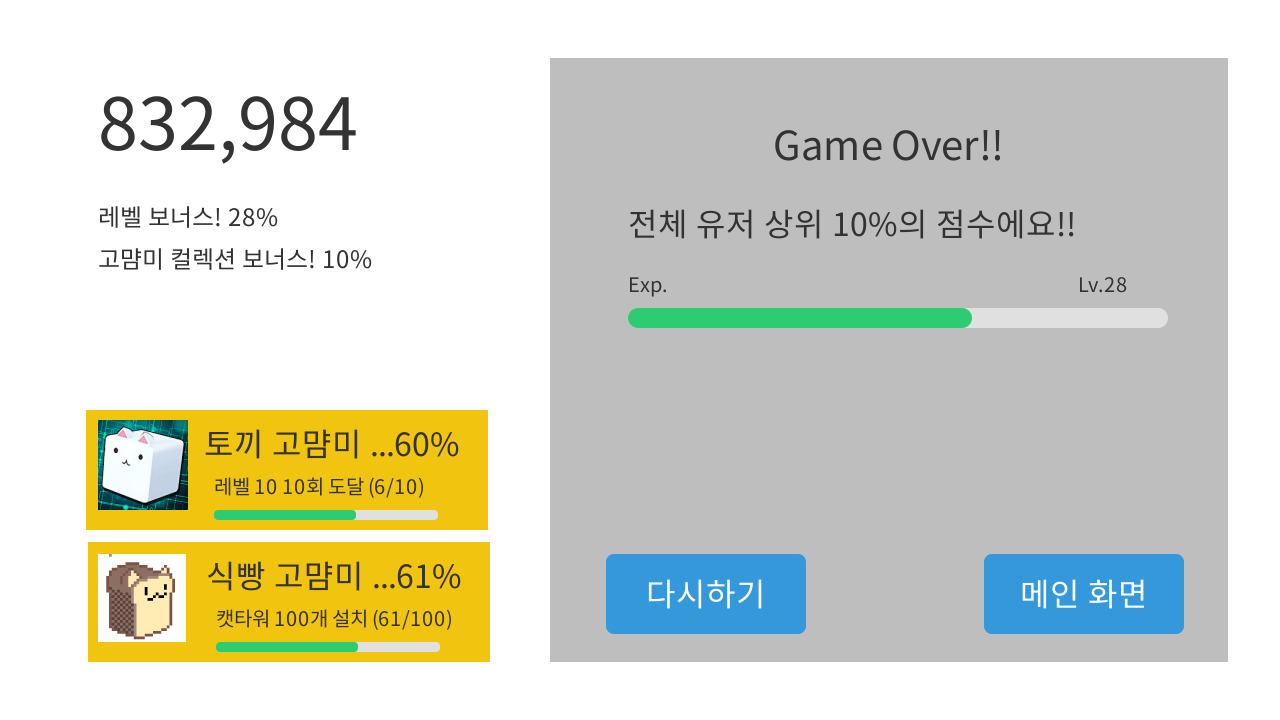 832,984
레벨 보너스! 28%
고먐미 컬렉션 보너스! 10%
토끼 고먐미 ...60%
레벨 10 10회 도달 (6/10)
식빵 고먐미 ...61%
캣타워 100개 설치 (61/100)
Game Over!!
전체 유저 상위 10%의 점수에요!!
Exp. Lv.28
다시하기 메인 화면